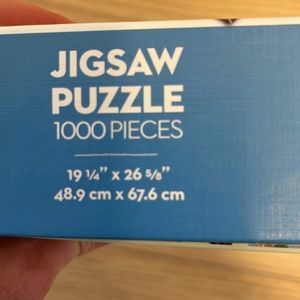 JIGSAW
PUZZLE
1000 PIECES
19 ¼" x 26 ⅝"
48.9 cm x 67.6 cm